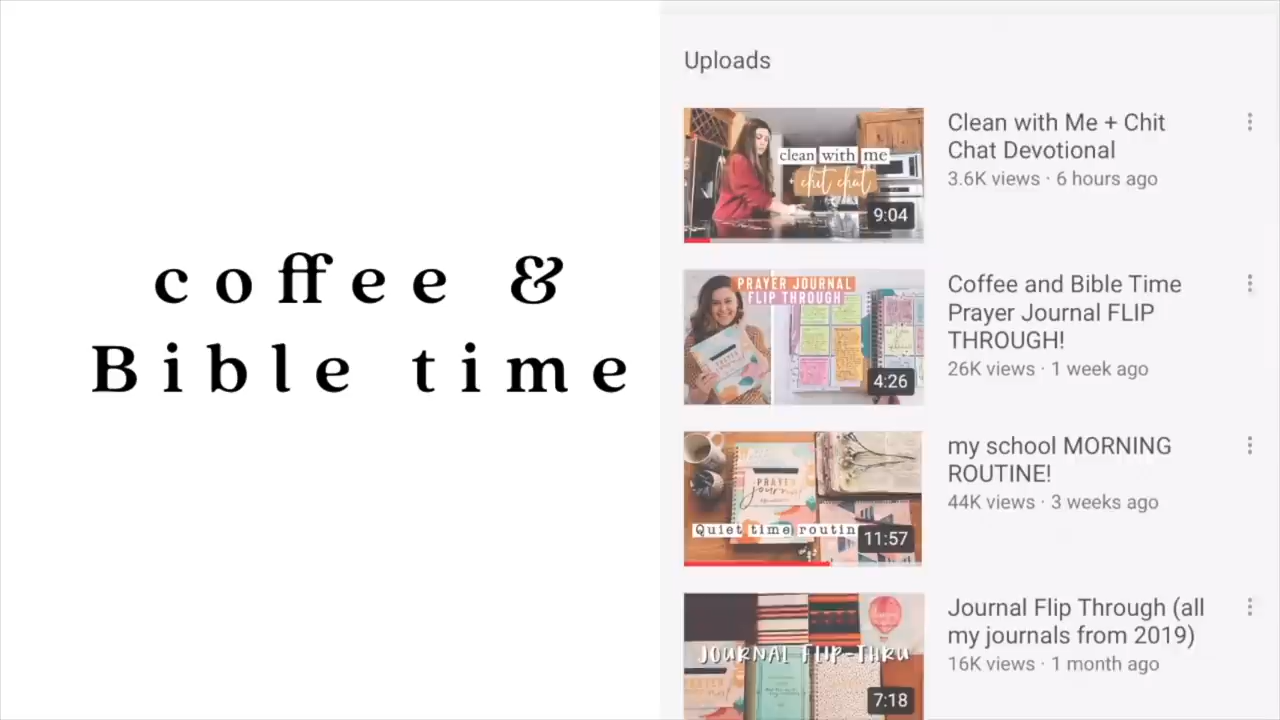 coffee &
Bible time
Uploads
clean with me
+ chit chat
9:04
Clean with Me + Chit
Chat Devotional
3.6K views · 6 hours ago
PRAYER JOURNAL
FLIP THROUGH
4:26
Coffee and Bible Time
Prayer Journal FLIP
THROUGH!
26K views · 1 week ago
PRAYER
journal
Quiet time routin
11:57
my school MORNING
ROUTINE!
44K views · 3 weeks ago
JOURNAL FLIP-THRU
7:18
Journal Flip Through (all
my journals from 2019)
16K views · 1 month ago